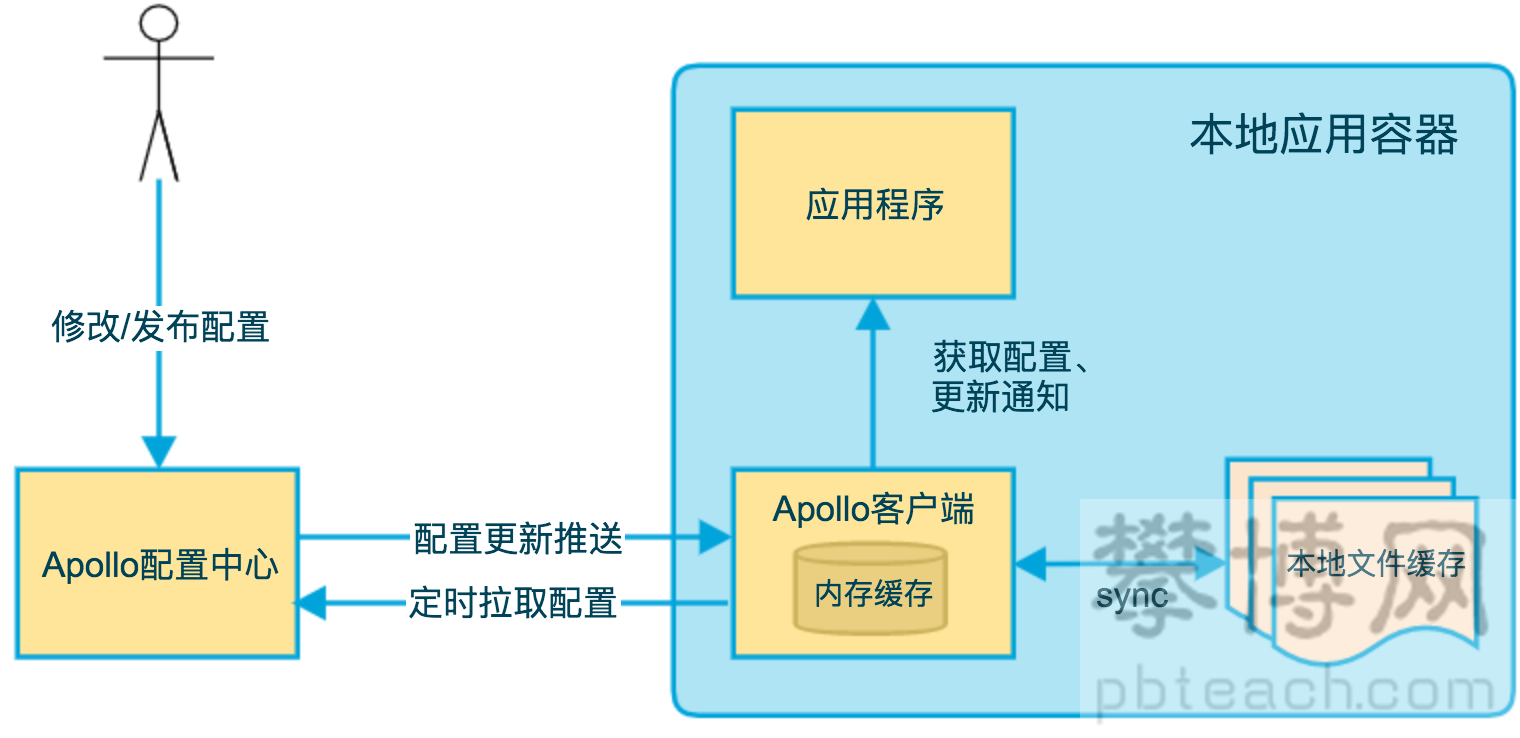 本地应用容器
应用程序
修改/发布配置
获取配置、
更新通知
Apollo配置中心
配置更新推送
定时拉取配置
Apollo客户端
内存缓存
sync
本地文件缓存
攀博网
pbteach.com